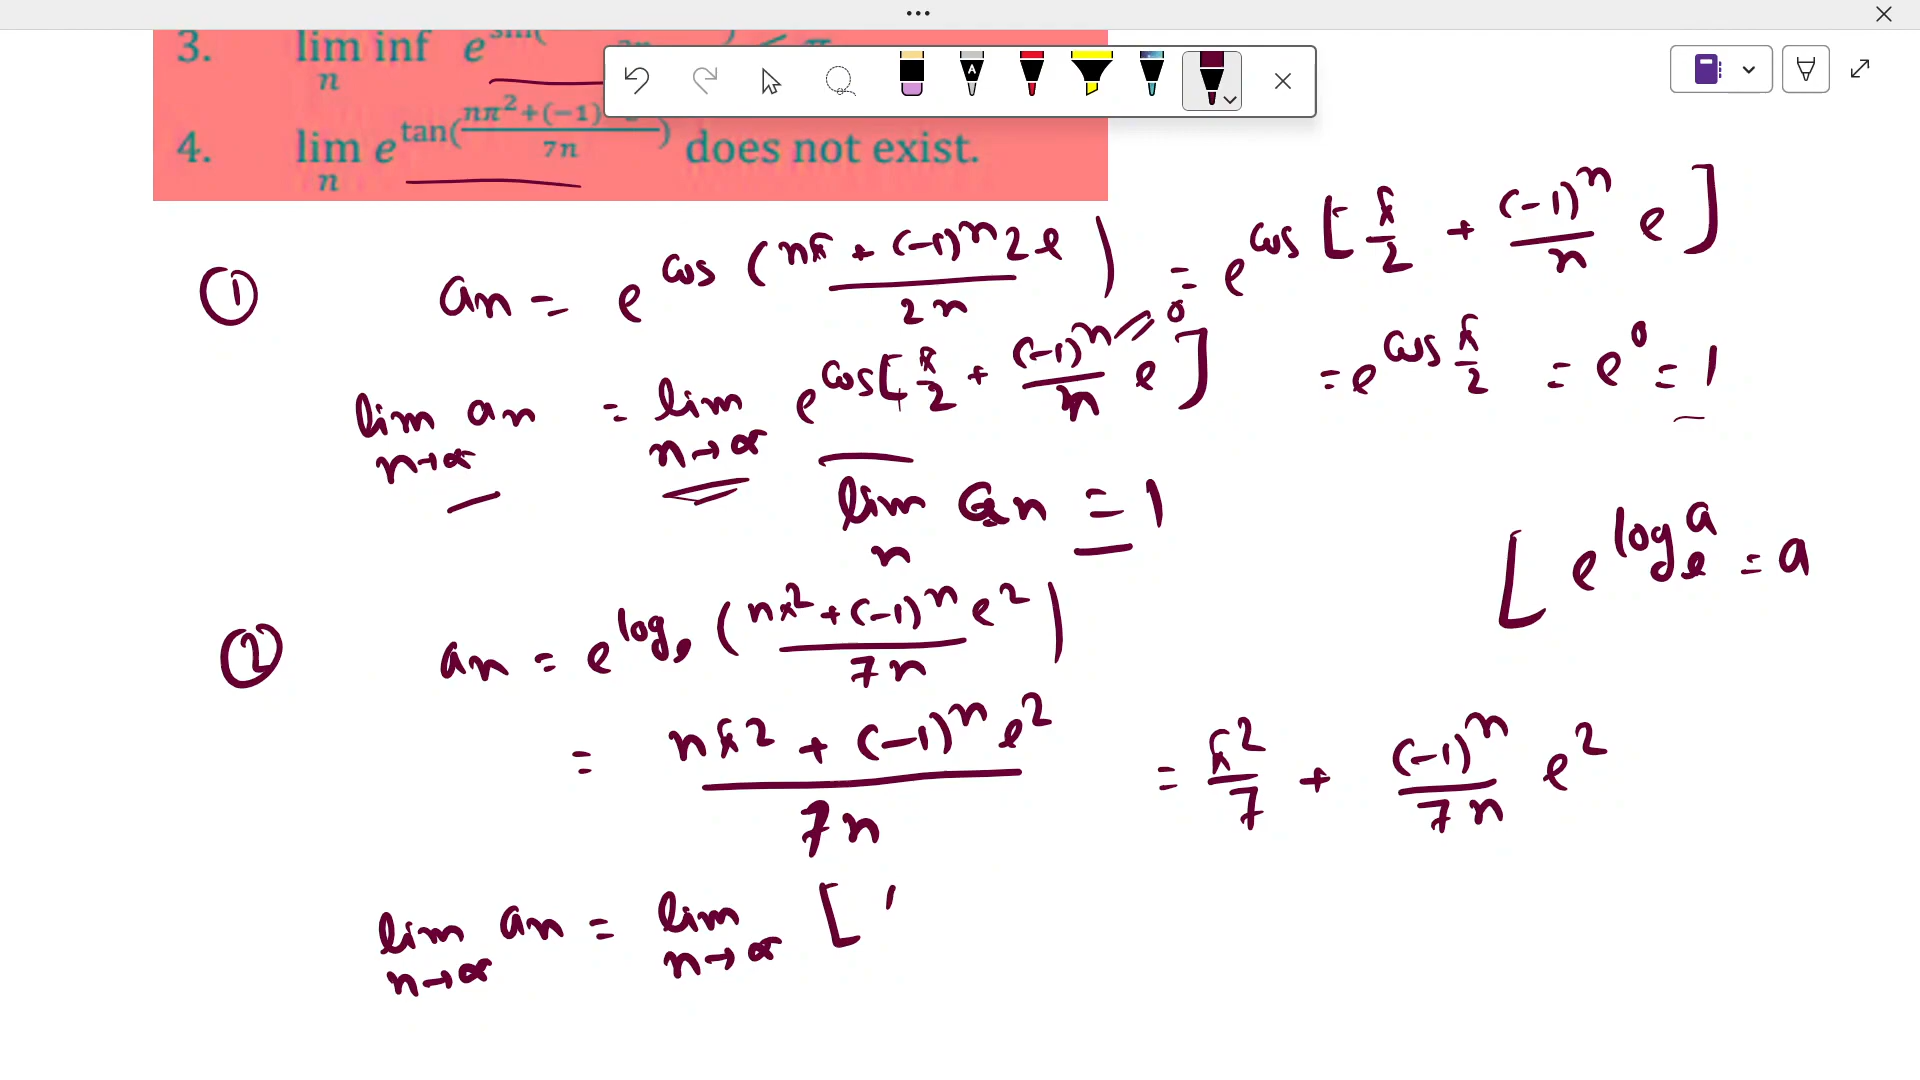 3. lim inf e^sin(
n
4. lim e^tan((nπ²+(-1)
n
7n) does not exist.
① an = e^cos((nπ + (-1)^n 2e)/2n) = e^cos[π/2 + (-1)^n/n e]
lim n→∞ an = lim n→∞ e^cos[π/2 + (-1)^n/n e] = e^cos π/2 = e^0 = 1
lim n an = 1
[e^log_e a = a
② an = e^log_e((nπ² + (-1)^n e²)/7n)
= (nπ² + (-1)^n e²)/7n = π²/7 + (-1)^n/7n e²
lim n→∞ an = lim n→∞ [